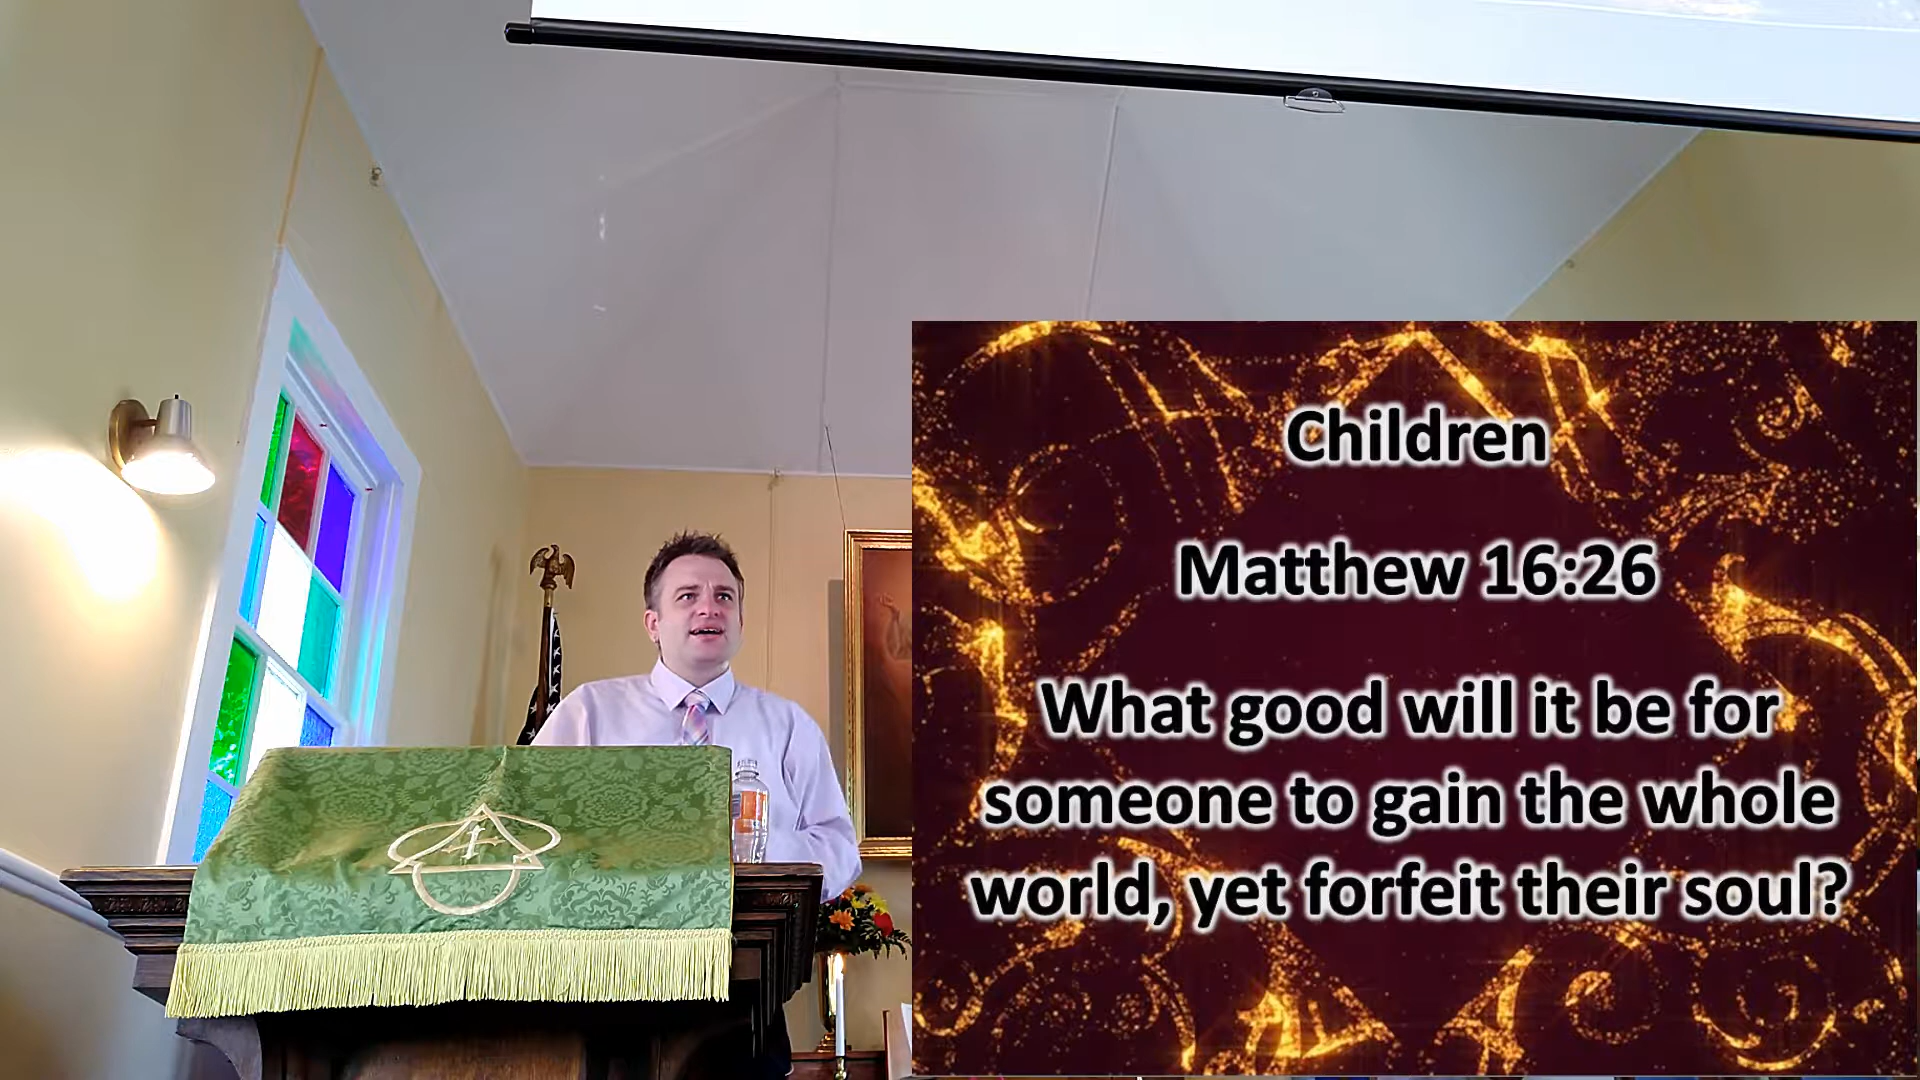 Children
Matthew 16:26
What good will it be for
someone to gain the whole
world, yet forfeit their soul?